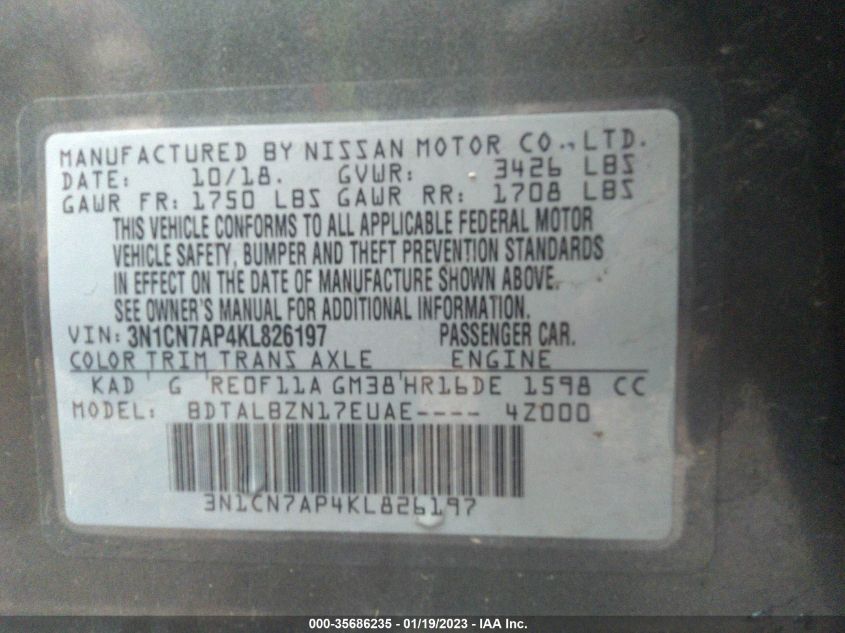 MANUFACTURED BY NISSAN MOTOR CO., LTD.
DATE: 10/18. GVWR: 3426 LBS
GAWR FR: 1750 LBS GAWR RR: 1708 LBS
THIS VEHICLE CONFORMS TO ALL APPLICABLE FEDERAL MOTOR
VEHICLE SAFETY, BUMPER AND THEFT PREVENTION STANDARDS
IN EFFECT ON THE DATE OF MANUFACTURE SHOWN ABOVE.
SEE OWNER'S MANUAL FOR ADDITIONAL INFORMATION.
VIN: 3N1CN7AP4KL826197 PASSENGER CAR.
COLOR TRIM TRANS AXLE ENGINE
KAD G RE0F11A GM38 HR16DE 1598 CC
MODEL: BDTALBZN17EUAE---- 4Z000
3N1CN7AP4KL826197
000-35686235 - 01/19/2023 - IAA Inc.